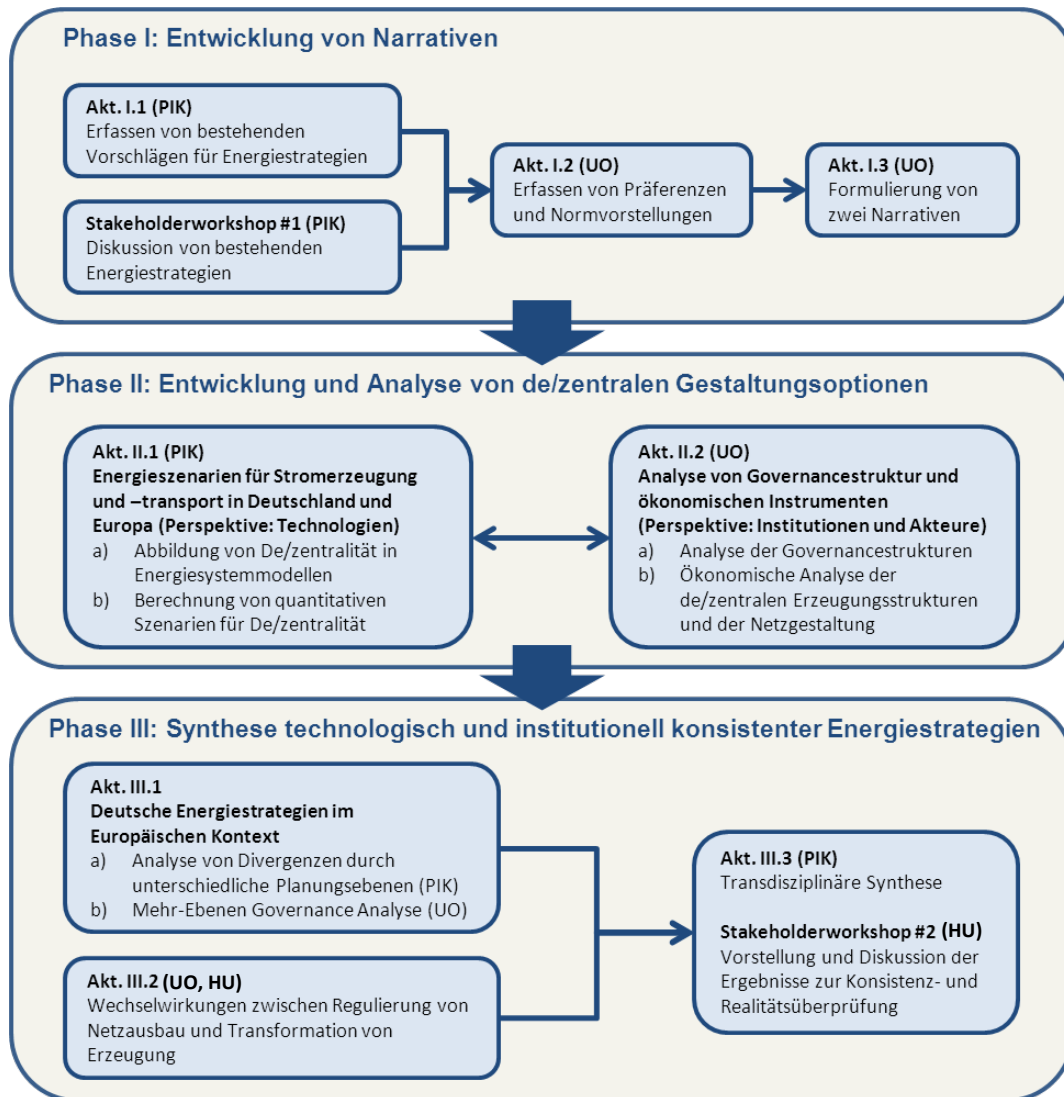 Phase I: Entwicklung von Narrativen
Akt. I.1 (PIK)
Erfassen von bestehenden
Vorschlägen für Energiestrategien
Stakeholderworkshop #1 (PIK)
Diskussion von bestehenden
Energiestrategien
Akt. I.2 (UO)
Erfassen von Präferenzen
und Normvorstellungen
Akt. I.3 (UO)
Formulierung von
zwei Narrativen
Phase II: Entwicklung und Analyse von de/zentralen Gestaltungsoptionen
Akt. II.1 (PIK)
Energieszenarien für Stromerzeugung
und –transport in Deutschland und
Europa (Perspektive: Technologien)
a) Abbildung von De/zentralität in
Energiesystemmodellen
b) Berechnung von quantitativen
Szenarien für De/zentralität
Akt. II.2 (UO)
Analyse von Governancestruktur und
ökonomischen Instrumenten
(Perspektive: Institutionen und Akteure)
a) Analyse der Governancestrukturen
b) Ökonomische Analyse der
de/zentralen Erzeugungsstrukturen
und der Netzgestaltung
Phase III: Synthese technologisch und institutionell konsistenter Energiestrategien
Akt. III.1
Deutsche Energiestrategien im
Europäischen Kontext
a) Analyse von Divergenzen durch
unterschiedliche Planungsebenen (PIK)
b) Mehr-Ebenen Governance Analyse (UO)
Akt. III.2 (UO, HU)
Wechselwirkungen zwischen Regulierung von
Netzausbau und Transformation von
Erzeugung
Akt. III.3 (PIK)
Transdisziplinäre Synthese
Stakeholderworkshop #2 (HU)
Vorstellung und Diskussion der
Ergebnisse zur Konsistenz- und
Realitätsüberprüfung